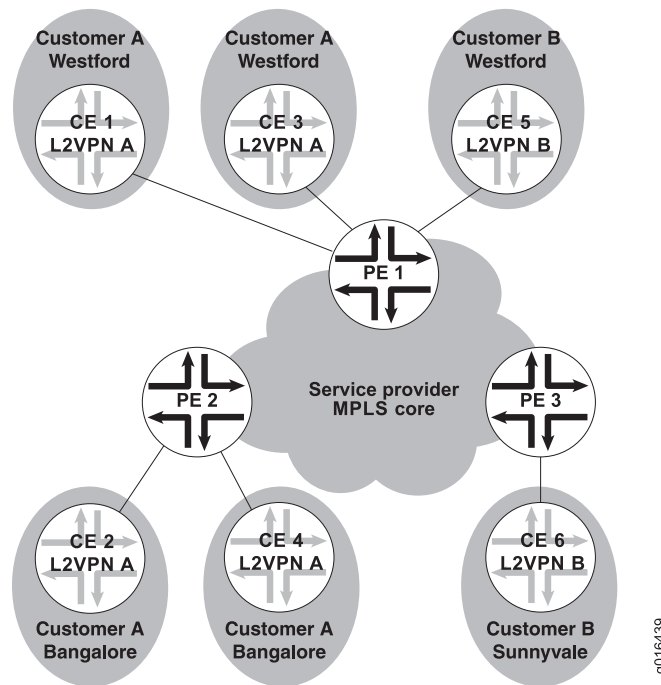 Customer A
Westford
CE 1
L2VPN A
Customer A
Westford
CE 3
L2VPN A
Customer B
Westford
CE 5
L2VPN B
PE 1
PE 2
Service provider
MPLS core
PE 3
CE 2
L2VPN A
Customer A
Bangalore
CE 4
L2VPN A
Customer A
Bangalore
CE 6
L2VPN B
Customer B
Sunnyvale
g016439